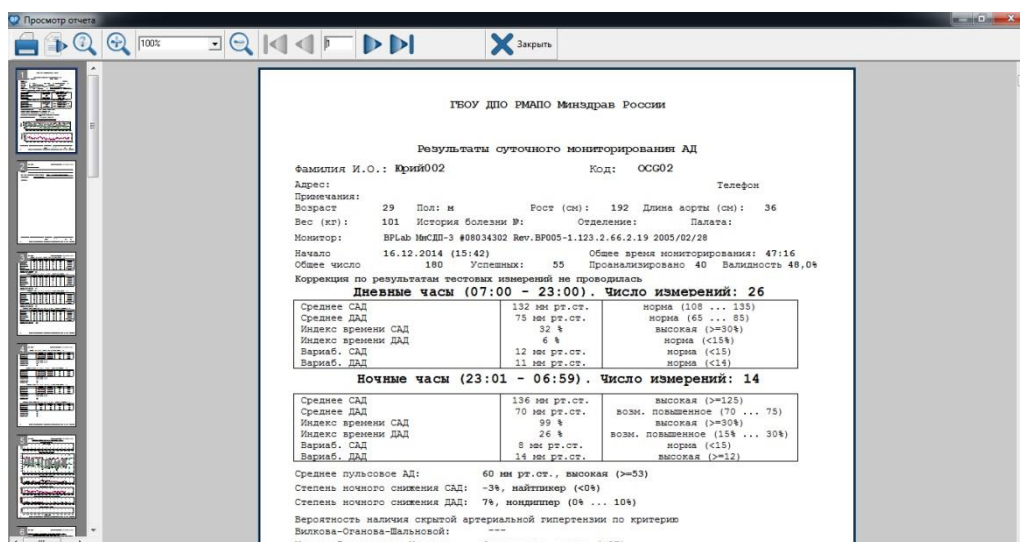 Просмотр отчета
100%
1
Закрыть
1
2
3
4
5
ГБОУ ДПО РМАПО Минздрав России
Результаты суточного мониторирования АД
Фамилия И.О.: Юрий002 Код: OCG02
Адрес: Телефон
Примечания:
Возраст 29 Пол: м Рост (см): 192 Длина аорты (см): 36
Вес (кг): 101 История болезни №: Отделение: Палата:
Монитор: BPLab МнСДП-3 #08034302 Rev.BP005-1.123.2.66.2.19 2005/02/28
Начало 16.12.2014 (15:42) Общее время мониторирования: 47:16
Общее число 180 Успешных: 55 Проанализировано 40 Валидность 48,0%
Коррекция по результатам тестовых измерений не проводилась
Дневные часы (07:00 - 23:00). Число измерений: 26
Среднее САД 132 мм рт.ст. норма (108 ... 135)
Среднее ДАД 75 мм рт.ст. норма (65 ... 85)
Индекс времени САД 32 % высокая (>=30%)
Индекс времени ДАД 6 % норма (<15%)
Вариаб. САД 12 мм рт.ст. норма (<15)
Вариаб. ДАД 11 мм рт.ст. норма (<14)
Ночные часы (23:01 - 06:59). Число измерений: 14
Среднее САД 136 мм рт.ст. высокая (>=125)
Среднее ДАД 70 мм рт.ст. возм. повышенное (70 ... 75)
Индекс времени САД 99 % высокая (>=30%)
Индекс времени ДАД 26 % возм. повышенное (15% ... 30%)
Вариаб. САД 8 мм рт.ст. норма (<15)
Вариаб. ДАД 14 мм рт.ст. высокая (>=12)
Среднее пульсовое АД: 60 мм рт.ст., высокая (>=53)
Степень ночного снижения САД: -3%, найтпикер (<0%)
Степень ночного снижения ДАД: 7%, нондиппер (0% ... 10%)
Вероятность наличия скрытой артериальной гипертензии по критерию
Вилкова-Отанова-Шальновой: ---